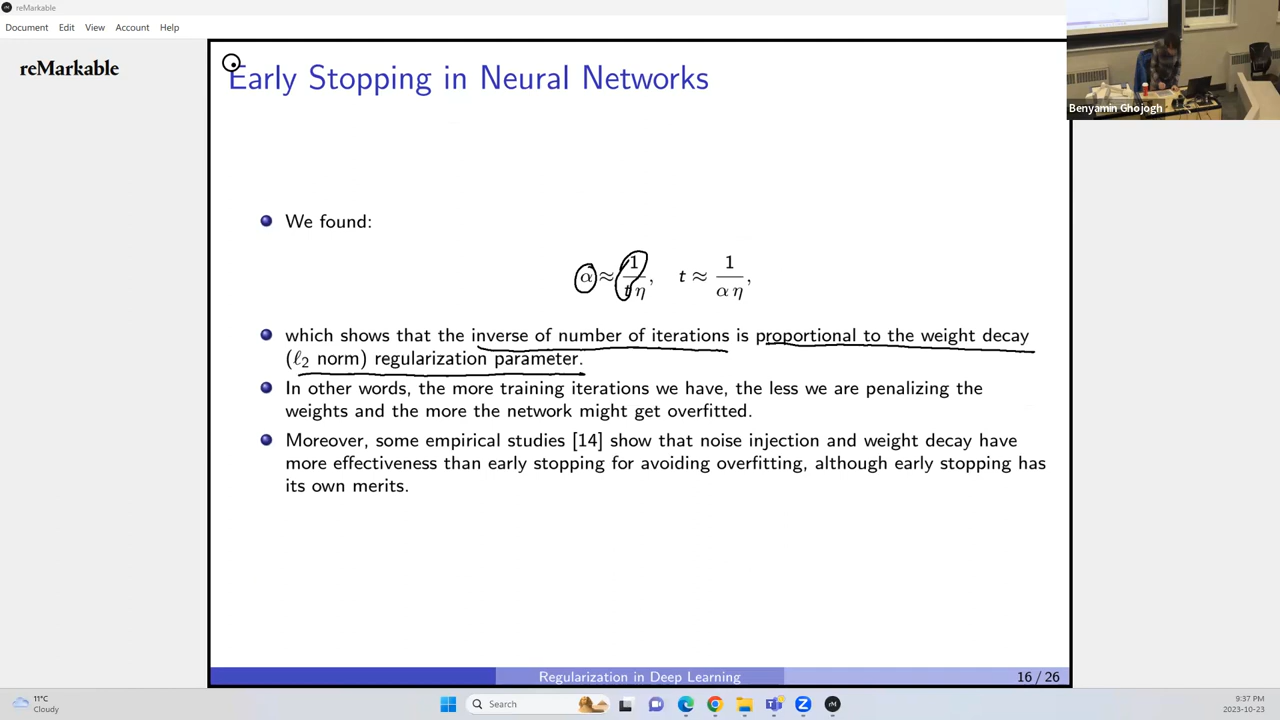 reMarkable
Document Edit View Account Help
reMarkable
Early Stopping in Neural Networks
We found:
α ≈ 1/(t η), t ≈ 1/(α η),
which shows that the inverse of number of iterations is proportional to the weight decay
(ℓ₂ norm) regularization parameter.
In other words, the more training iterations we have, the less we are penalizing the
weights and the more the network might get overfitted.
Moreover, some empirical studies [14] show that noise injection and weight decay have
more effectiveness than early stopping for avoiding overfitting, although early stopping has
its own merits.
Regularization in Deep Learning
16 / 26
Benyamin Ghojogh
11°C
Cloudy
Search
9:37 PM
2023-10-23